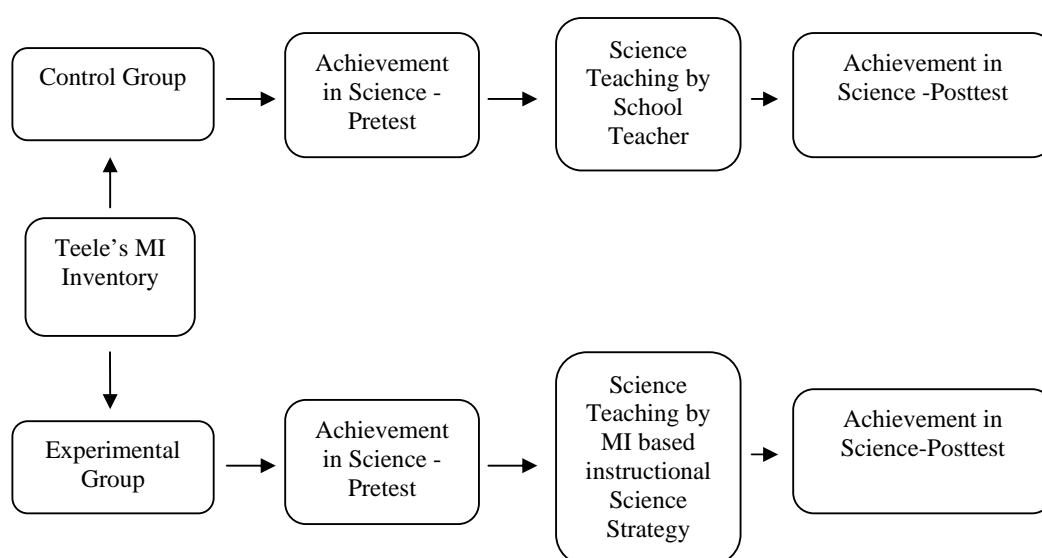 Control Group
Achievement
in Science -
Pretest
Science
Teaching by
School
Teacher
Achievement in
Science -Posttest
Teele’s MI
Inventory
Experimental
Group
Achievement
in Science -
Pretest
Science
Teaching by
MI based
instructional
Science
Strategy
Achievement in
Science-Posttest